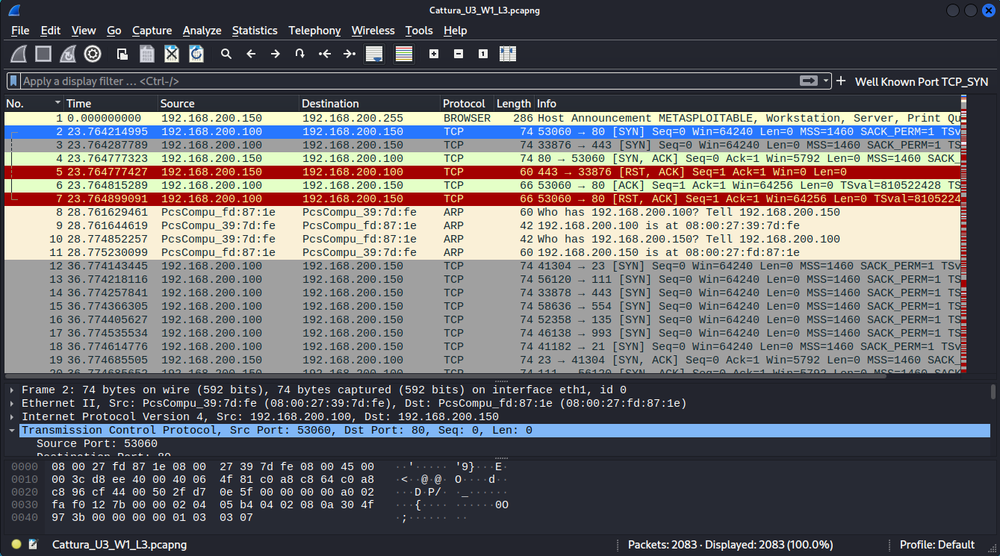 Cattura_U3_W1_L3.pcapng
File Edit View Go Capture Analyze Statistics Telephony Wireless Tools Help
Apply a display filter … <Ctrl-/> Well Known Port TCP_SYN
No. Time Source Destination Protocol Length Info
1 0.000000000 192.168.200.150 192.168.200.255 BROWSER 286 Host Announcement METASPLOITABLE, Workstation, Server, Print Qu
2 23.764214995 192.168.200.100 192.168.200.150 TCP 74 53060 → 80 [SYN] Seq=0 Win=64240 Len=0 MSS=1460 SACK_PERM=1 TSv
3 23.764287789 192.168.200.100 192.168.200.150 TCP 74 33876 → 443 [SYN] Seq=0 Win=64240 Len=0 MSS=1460 SACK_PERM=1 TS
4 23.764777323 192.168.200.150 192.168.200.100 TCP 74 80 → 53060 [SYN, ACK] Seq=0 Ack=1 Win=5792 Len=0 MSS=1460 SACK_
5 23.764777427 192.168.200.150 192.168.200.100 TCP 60 443 → 33876 [RST, ACK] Seq=1 Ack=1 Win=0 Len=0
6 23.764815289 192.168.200.100 192.168.200.150 TCP 66 53060 → 80 [ACK] Seq=1 Ack=1 Win=64256 Len=0 TSval=810522428 TS
7 23.764899091 192.168.200.100 192.168.200.150 TCP 66 53060 → 80 [RST, ACK] Seq=1 Ack=1 Win=64256 Len=0 TSval=8105224
8 28.761629461 PcsCompu_fd:87:1e PcsCompu_39:7d:fe ARP 60 Who has 192.168.200.100? Tell 192.168.200.150
9 28.761644619 PcsCompu_39:7d:fe PcsCompu_fd:87:1e ARP 42 192.168.200.100 is at 08:00:27:39:7d:fe
10 28.774852257 PcsCompu_39:7d:fe PcsCompu_fd:87:1e ARP 42 Who has 192.168.200.150? Tell 192.168.200.100
11 28.775230099 PcsCompu_fd:87:1e PcsCompu_39:7d:fe ARP 60 192.168.200.150 is at 08:00:27:fd:87:1e
12 36.774143445 192.168.200.100 192.168.200.150 TCP 74 41304 → 23 [SYN] Seq=0 Win=64240 Len=0 MSS=1460 SACK_PERM=1 TSv
13 36.774218116 192.168.200.100 192.168.200.150 TCP 74 56120 → 111 [SYN] Seq=0 Win=64240 Len=0 MSS=1460 SACK_PERM=1 TS
14 36.774257841 192.168.200.100 192.168.200.150 TCP 74 33878 → 443 [SYN] Seq=0 Win=64240 Len=0 MSS=1460 SACK_PERM=1 TS
15 36.774366305 192.168.200.100 192.168.200.150 TCP 74 58636 → 554 [SYN] Seq=0 Win=64240 Len=0 MSS=1460 SACK_PERM=1 TS
16 36.774405627 192.168.200.100 192.168.200.150 TCP 74 52358 → 135 [SYN] Seq=0 Win=64240 Len=0 MSS=1460 SACK_PERM=1 TS
17 36.774535534 192.168.200.100 192.168.200.150 TCP 74 46138 → 993 [SYN] Seq=0 Win=64240 Len=0 MSS=1460 SACK_PERM=1 TS
18 36.774614776 192.168.200.100 192.168.200.150 TCP 74 41182 → 21 [SYN] Seq=0 Win=64240 Len=0 MSS=1460 SACK_PERM=1 TSv
19 36.774685505 192.168.200.150 192.168.200.100 TCP 74 23 → 41304 [SYN, ACK] Seq=0 Ack=1 Win=5792 Len=0 MSS=1460 SACK_
20 36.774685652 192.168.200.150 192.168.200.100 TCP 74 111 → 56120 [SYN, ACK] Seq=0 Ack=1 Win=5792 Len=0 MSS=1460 SACK
Frame 2: 74 bytes on wire (592 bits), 74 bytes captured (592 bits) on interface eth1, id 0
Ethernet II, Src: PcsCompu_39:7d:fe (08:00:27:39:7d:fe), Dst: PcsCompu_fd:87:1e (08:00:27:fd:87:1e)
Internet Protocol Version 4, Src: 192.168.200.100, Dst: 192.168.200.150
Transmission Control Protocol, Src Port: 53060, Dst Port: 80, Seq: 0, Len: 0
Source Port: 53060
Destination Port: 80
0000 08 00 27 fd 87 1e 08 00 27 39 7d fe 08 00 45 00 ··'····· '9}···E·
0010 00 3c d8 ee 40 00 40 06 4f 81 c0 a8 c8 64 c0 a8 ·<··@·@· O····d··
0020 c8 96 cf 44 00 50 2f d7 0e 5f 00 00 00 00 a0 02 ···D·P/· ·_······
0030 fa f0 12 7b 00 00 02 04 05 b4 04 02 08 0a 30 4f ···{···· ······0O
0040 97 3b 00 00 00 00 01 03 03 07 ·;······ ··
Cattura_U3_W1_L3.pcapng Packets: 2083 · Displayed: 2083 (100.0%) Profile: Default